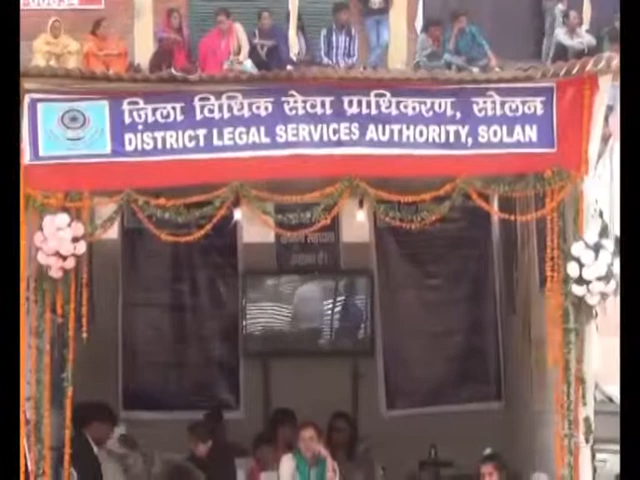 जिला विधिक सेवा प्राधिकरण, सोलन
DISTRICT LEGAL SERVICES AUTHORITY, SOLAN